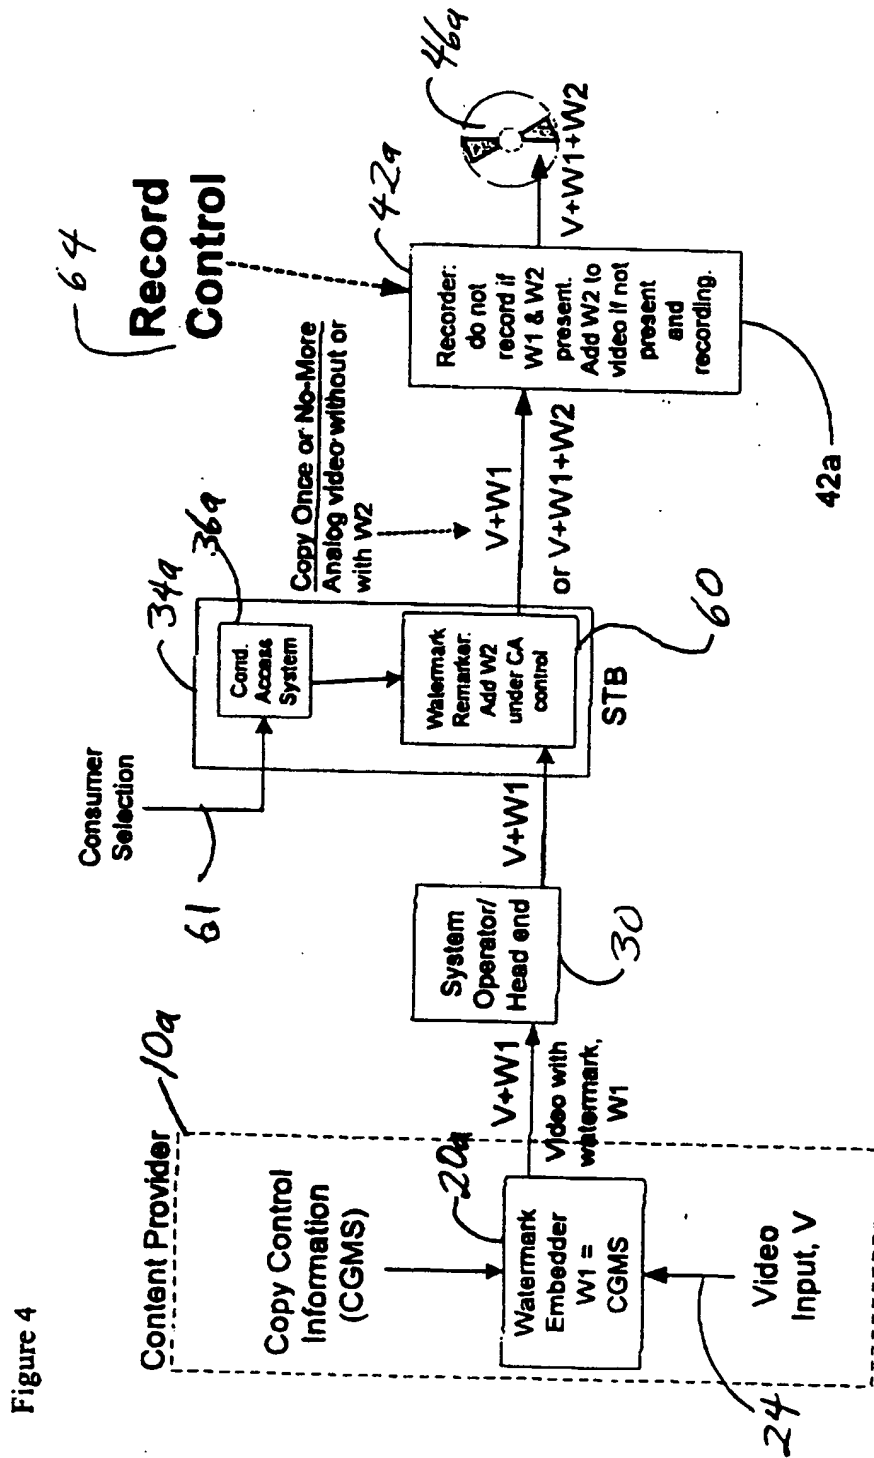 Figure 4
Content Provider
10a
Copy Control
Information
(CGMS)
20a
Watermark
Embedder
W1 =
CGMS
Video
Input, V
24
V+W1
Video with
watermark,
W1
System
Operator/
Head end
30
V+W1
Consumer
Selection
61
34a
36a
Cond.
Access
System
Watermark
Remarker:
Add W2
under CA
control
60
STB
Copy Once or No-More
Analog video without or
with W2
V+W1
or V+W1+W2
64
Record
Control
42a
Recorder:
do not
record if
W1 & W2
present.
Add W2 to
video if not
present
and
recording.
42a
V+W1+W2
46a